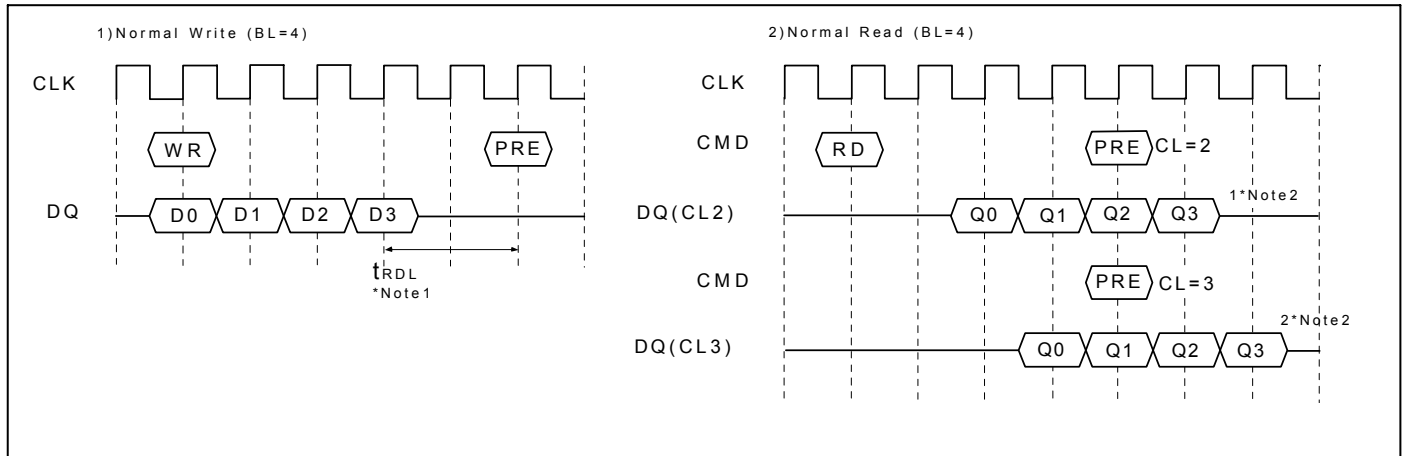 1)Normal Write (BL=4)
CLK
WR
PRE
DQ
D0 D1 D2 D3
tRDL
*Note1
2)Normal Read (BL=4)
CLK
CMD
RD
PRE CL=2
DQ(CL2)
Q0 Q1 Q2 Q3
1*Note2
CMD
PRE CL=3
DQ(CL3)
Q0 Q1 Q2 Q3
2*Note2